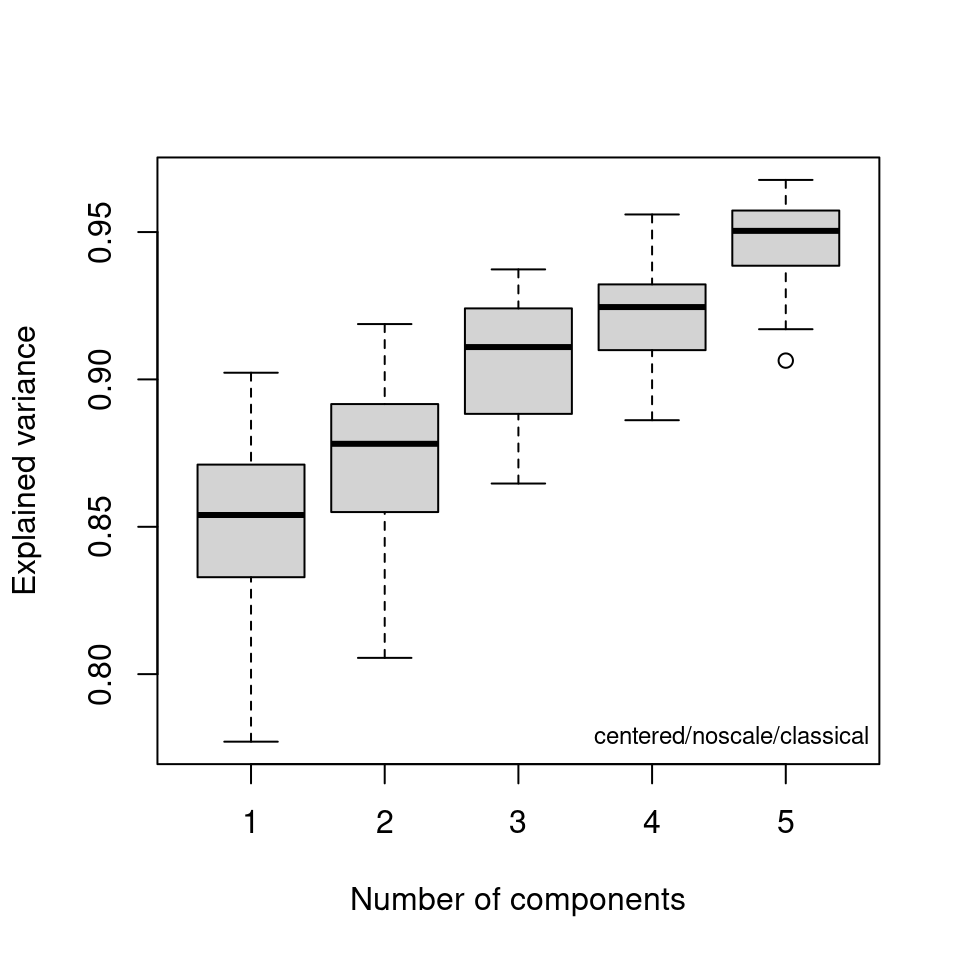 0.95
0.90
0.85
0.80
Explained variance
centered/noscale/classical
1 2 3 4 5
Number of components